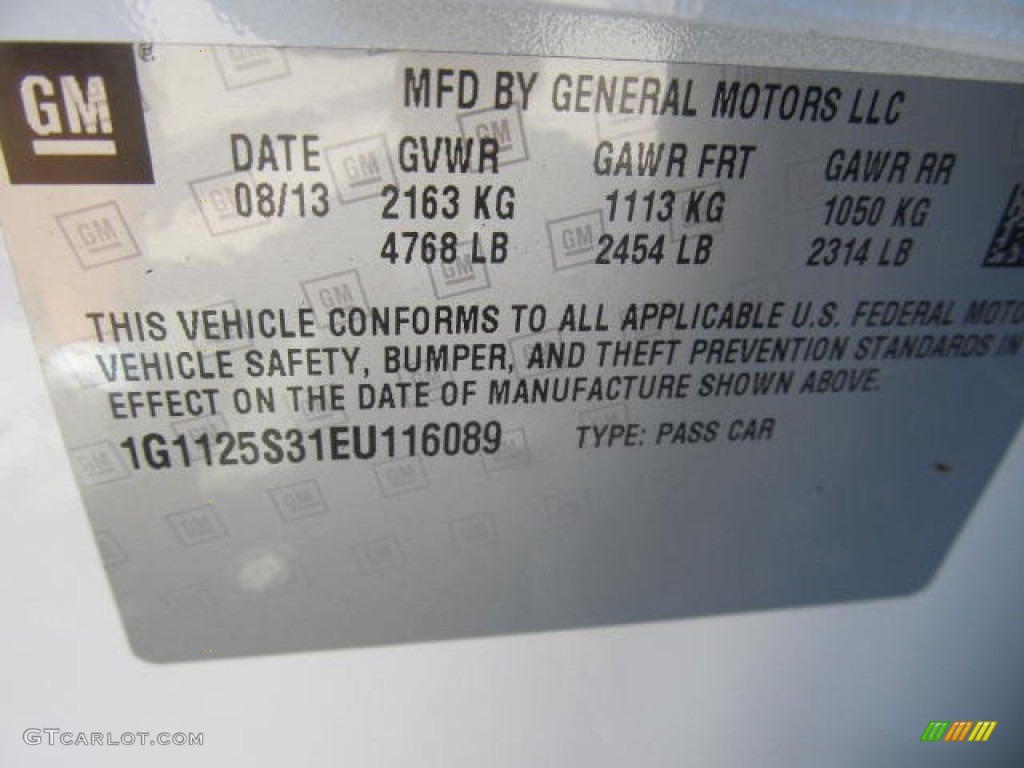 GM
MFD BY GENERAL MOTORS LLC
DATE GVWR GAWR FRT GAWR RR
08/13 2163 KG 1113 KG 1050 KG
4768 LB 2454 LB 2314 LB
THIS VEHICLE CONFORMS TO ALL APPLICABLE U.S. FEDERAL MOTO
VEHICLE SAFETY, BUMPER, AND THEFT PREVENTION STANDARDS IN
EFFECT ON THE DATE OF MANUFACTURE SHOWN ABOVE.
1G1125S31EU116089 TYPE: PASS CAR
GTCARLOT.COM